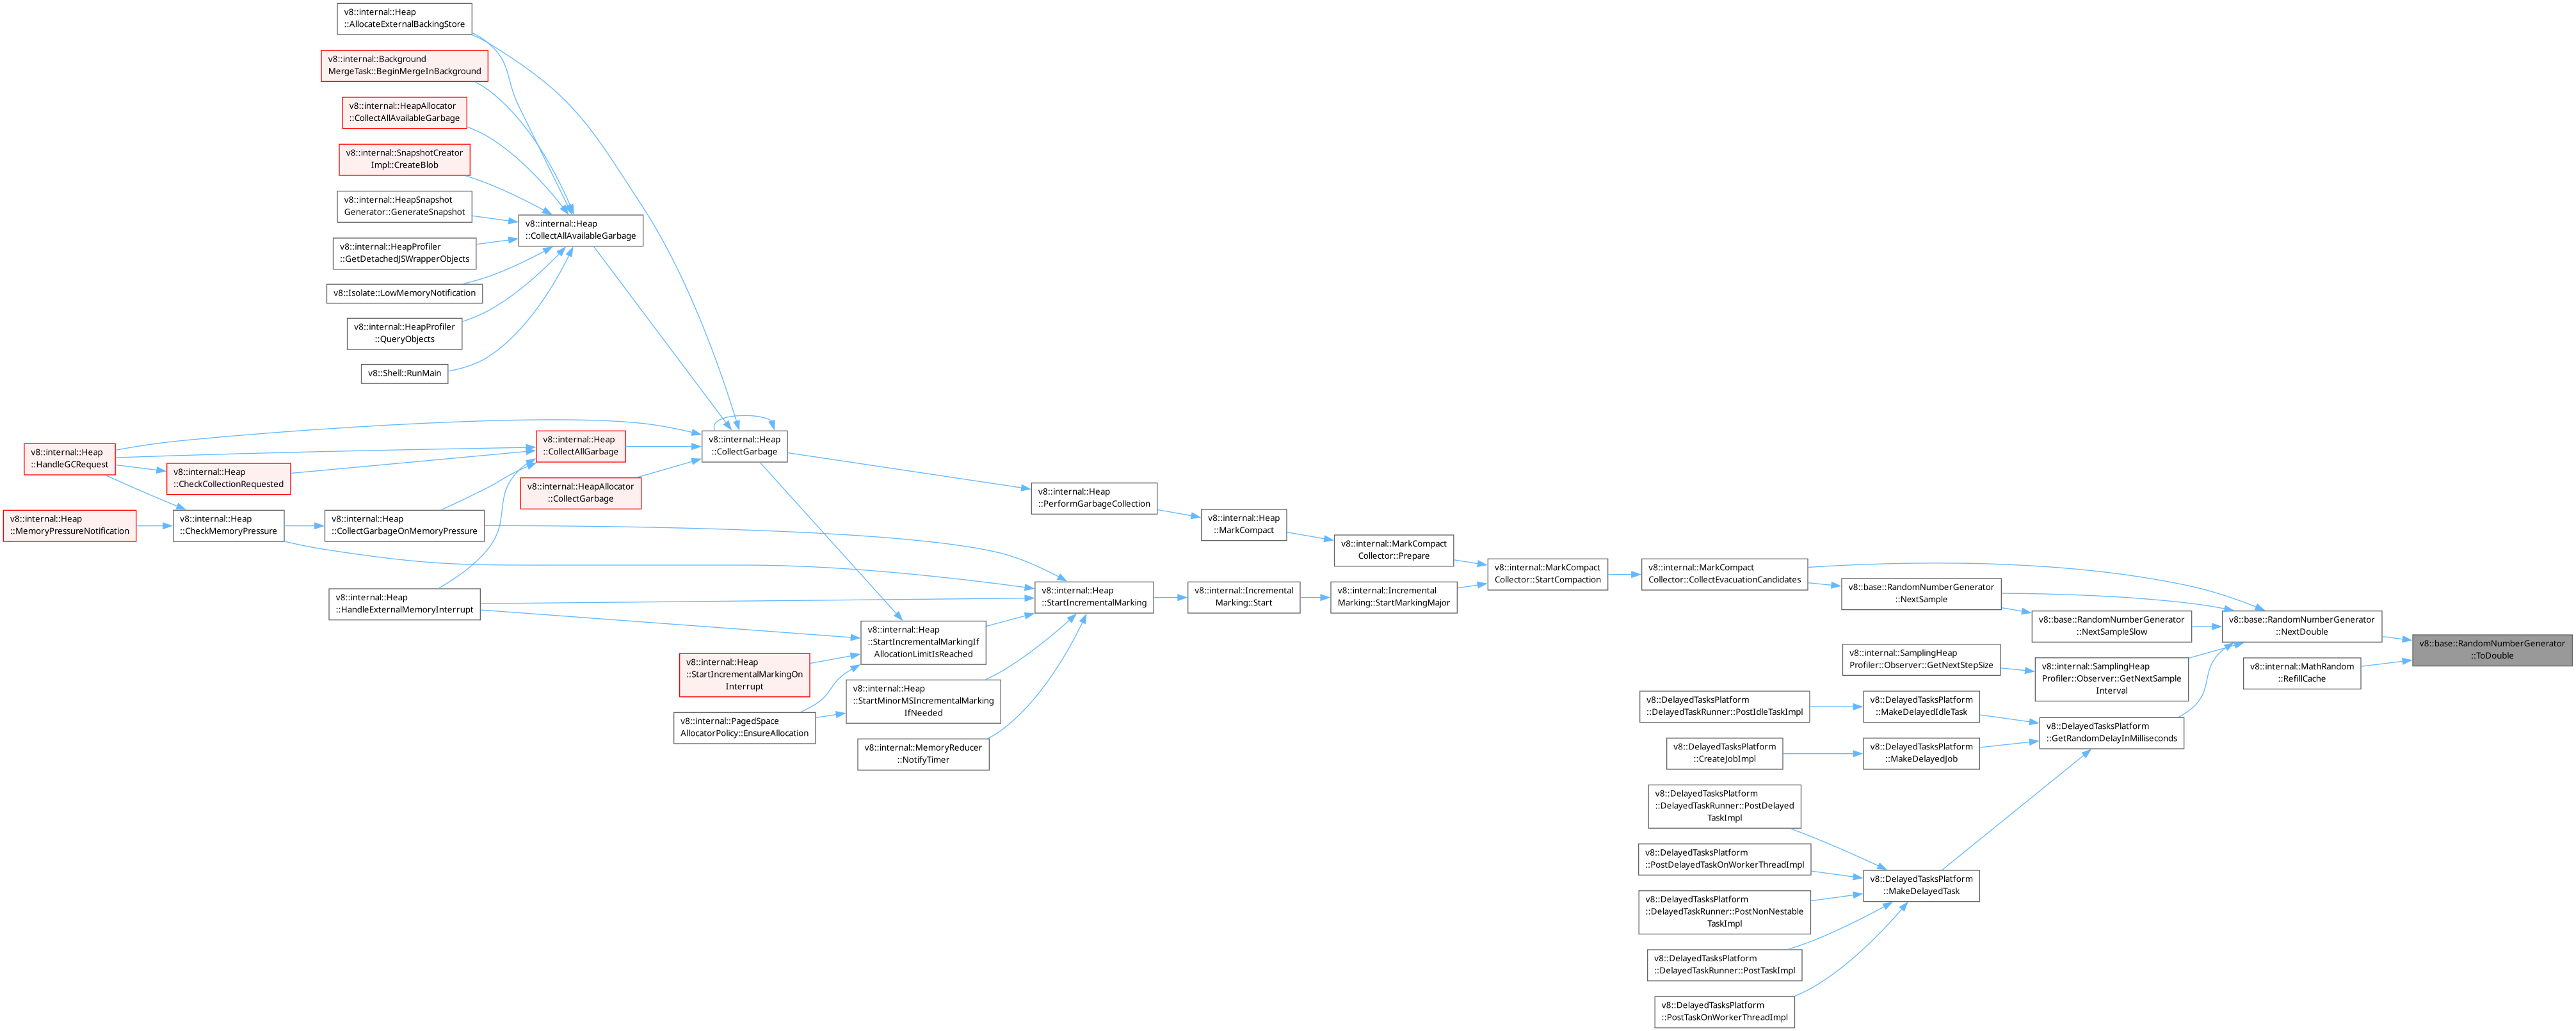 v8::internal::Heap
::AllocateExternalBackingStore
v8::internal::Background
MergeTask::BeginMergeInBackground
v8::internal::HeapAllocator
::CollectAllAvailableGarbage
v8::internal::SnapshotCreator
Impl::CreateBlob
v8::internal::HeapSnapshot
Generator::GenerateSnapshot
v8::internal::HeapProfiler
::GetDetachedJSWrapperObjects
v8::Isolate::LowMemoryNotification
v8::internal::HeapProfiler
::QueryObjects
v8::Shell::RunMain
v8::internal::Heap
::CollectAllAvailableGarbage
v8::internal::Heap
::HandleGCRequest
v8::internal::Heap
::CheckCollectionRequested
v8::internal::Heap
::MemoryPressureNotification
v8::internal::Heap
::CheckMemoryPressure
v8::internal::Heap
::CollectGarbageOnMemoryPressure
v8::internal::Heap
::HandleExternalMemoryInterrupt
v8::internal::Heap
::CollectAllGarbage
v8::internal::HeapAllocator
::CollectGarbage
v8::internal::Heap
::CollectGarbage
v8::internal::Heap
::StartIncrementalMarkingOn
Interrupt
v8::internal::PagedSpace
AllocatorPolicy::EnsureAllocation
v8::internal::Heap
::StartIncrementalMarkingIf
AllocationLimitIsReached
v8::internal::Heap
::StartMinorMSIncrementalMarking
IfNeeded
v8::internal::MemoryReducer
::NotifyTimer
v8::internal::Heap
::PerformGarbageCollection
v8::internal::Heap
::StartIncrementalMarking
v8::internal::Heap
::MarkCompact
v8::internal::Incremental
Marking::Start
v8::internal::MarkCompact
Collector::Prepare
v8::internal::Incremental
Marking::StartMarkingMajor
v8::internal::MarkCompact
Collector::StartCompaction
v8::internal::MarkCompact
Collector::CollectEvacuationCandidates
v8::base::RandomNumberGenerator
::NextSample
v8::base::RandomNumberGenerator
::NextSampleSlow
v8::internal::SamplingHeap
Profiler::Observer::GetNextStepSize
v8::internal::SamplingHeap
Profiler::Observer::GetNextSample
Interval
v8::base::RandomNumberGenerator
::NextDouble
v8::internal::MathRandom
::RefillCache
v8::base::RandomNumberGenerator
::ToDouble
v8::DelayedTasksPlatform
::DelayedTaskRunner::PostIdleTaskImpl
v8::DelayedTasksPlatform
::MakeDelayedIdleTask
v8::DelayedTasksPlatform
::GetRandomDelayInMilliseconds
v8::DelayedTasksPlatform
::CreateJobImpl
v8::DelayedTasksPlatform
::MakeDelayedJob
v8::DelayedTasksPlatform
::DelayedTaskRunner::PostDelayed
TaskImpl
v8::DelayedTasksPlatform
::PostDelayedTaskOnWorkerThreadImpl
v8::DelayedTasksPlatform
::MakeDelayedTask
v8::DelayedTasksPlatform
::DelayedTaskRunner::PostNonNestable
TaskImpl
v8::DelayedTasksPlatform
::DelayedTaskRunner::PostTaskImpl
v8::DelayedTasksPlatform
::PostTaskOnWorkerThreadImpl